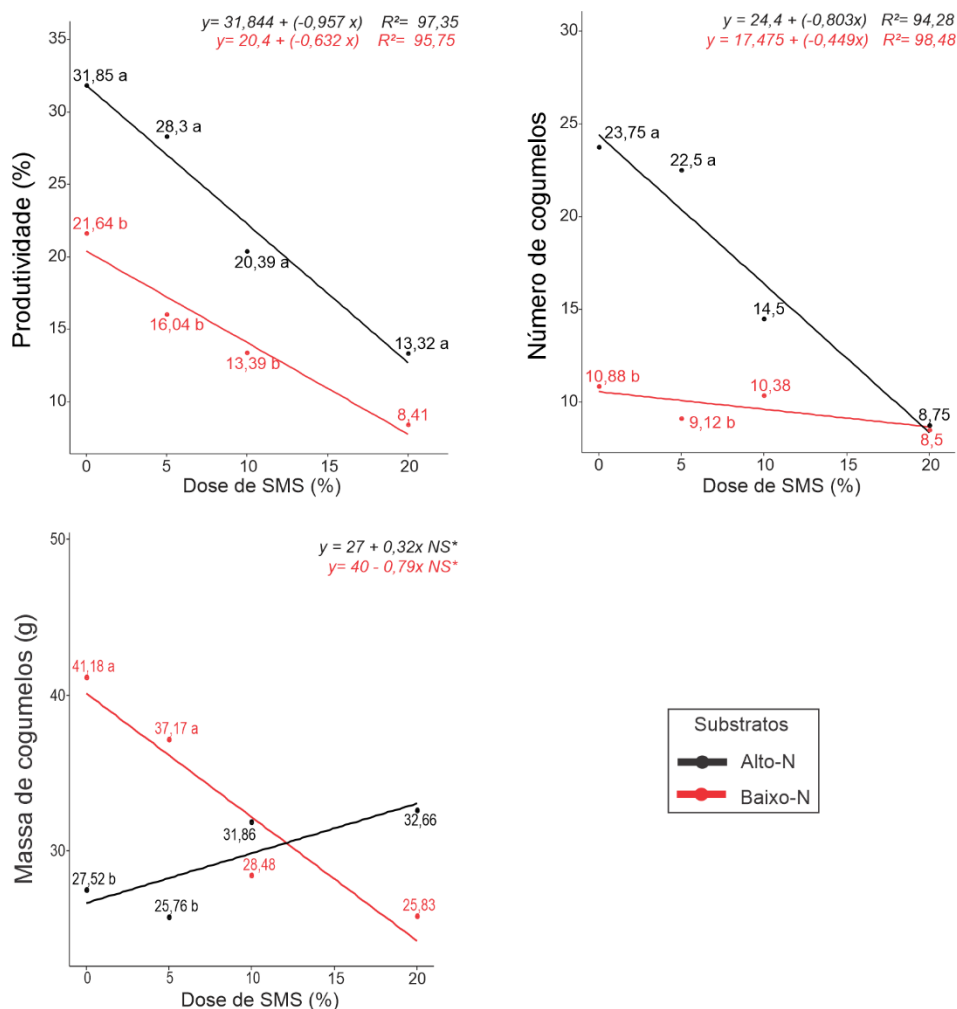 y= 31,844 + (-0,957 x) R²= 97,35
y= 20,4 + (-0,632 x) R²= 95,75
Produtividade (%)
35
30
25
20
15
10
31,85 a
28,3 a
21,64 b
20,39 a
16,04 b
13,39 b
13,32 a
8,41
0 5 10 15 20
Dose de SMS (%)
y = 24,4 + (-0,803x) R²= 94,28
y = 17,475 + (-0,449x) R²= 98,48
Número de cogumelos
30
25
20
15
10
23,75 a
22,5 a
14,5
10,88 b
10,38
9,12 b
8,75
8,5
0 5 10 15 20
Dose de SMS (%)
y = 27 + 0,32x NS*
y= 40 - 0,79x NS*
Massa de cogumelos (g)
50
40
30
41,18 a
37,17 a
31,86
32,66
28,48
27,52 b
25,76 b
25,83
0 5 10 15 20
Dose de SMS (%)
Substratos
Alto-N
Baixo-N